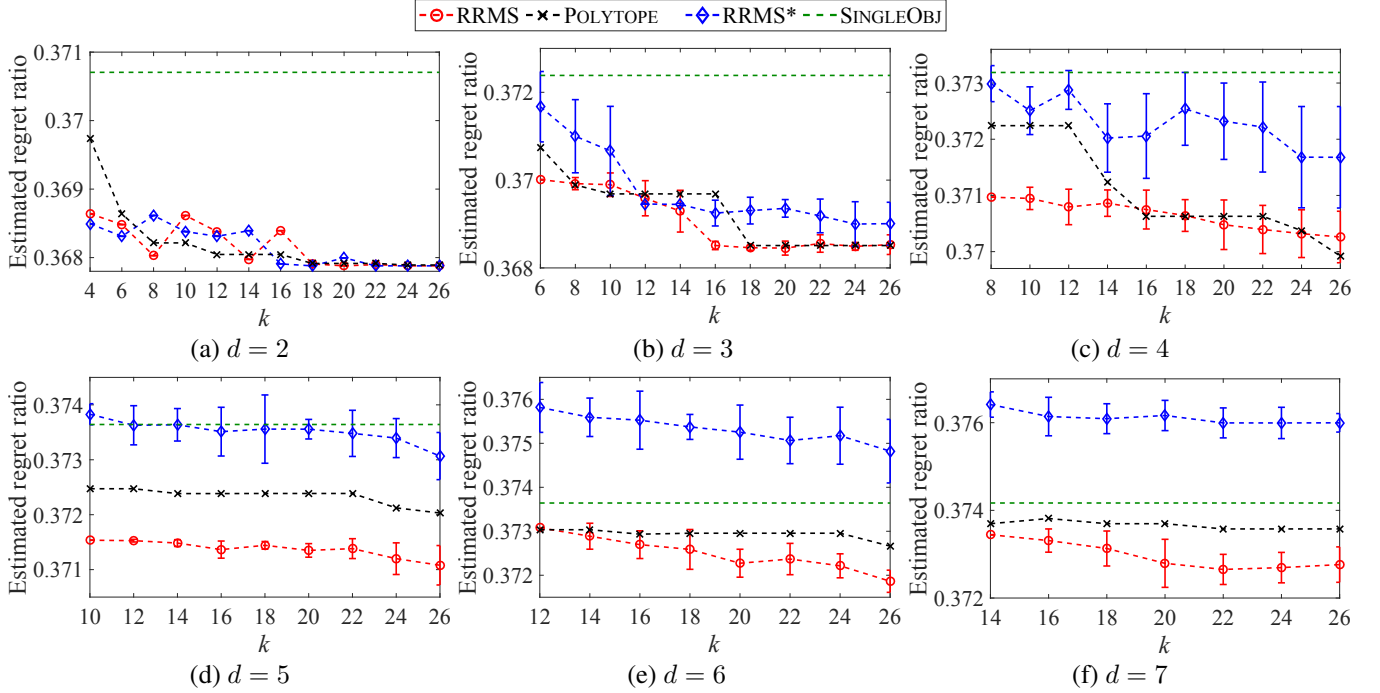 RRMS POLYTOPE RRMS* SINGLEOBJ
Estimated regret ratio
0.371
0.37
0.369
0.368
4 6 8 10 12 14 16 18 20 22 24 26
k
(a) d = 2
Estimated regret ratio
0.372
0.37
0.368
6 8 10 12 14 16 18 20 22 24 26
k
(b) d = 3
Estimated regret ratio
0.373
0.372
0.371
0.37
8 10 12 14 16 18 20 22 24 26
k
(c) d = 4
Estimated regret ratio
0.374
0.373
0.372
0.371
10 12 14 16 18 20 22 24 26
k
(d) d = 5
Estimated regret ratio
0.376
0.375
0.374
0.373
0.372
12 14 16 18 20 22 24 26
k
(e) d = 6
Estimated regret ratio
0.376
0.374
0.372
14 16 18 20 22 24 26
k
(f) d = 7